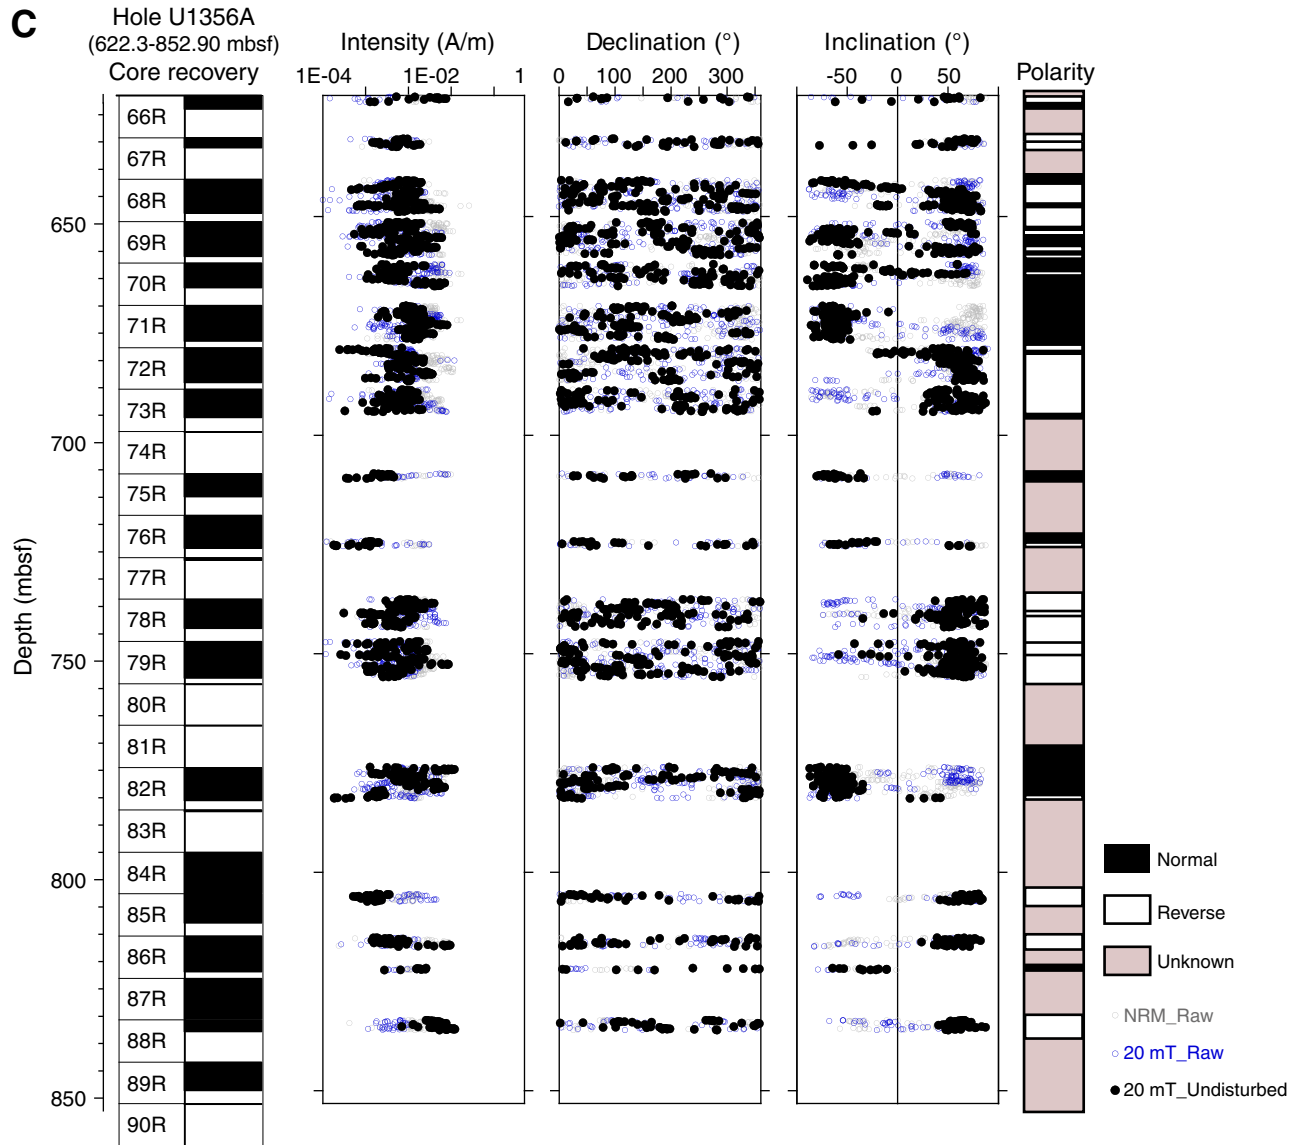 C
Hole U1356A
(622.3-852.90 mbsf)
Core recovery
Intensity (A/m)
Declination (°)
Inclination (°)
Polarity
1E-04 1E-02 1
0 100 200 300
-50 0 50
Depth (mbsf)
650
700
750
800
850
66R
67R
68R
69R
70R
71R
72R
73R
74R
75R
76R
77R
78R
79R
80R
81R
82R
83R
84R
85R
86R
87R
88R
89R
90R
Normal
Reverse
Unknown
NRM_Raw
20 mT_Raw
20 mT_Undisturbed